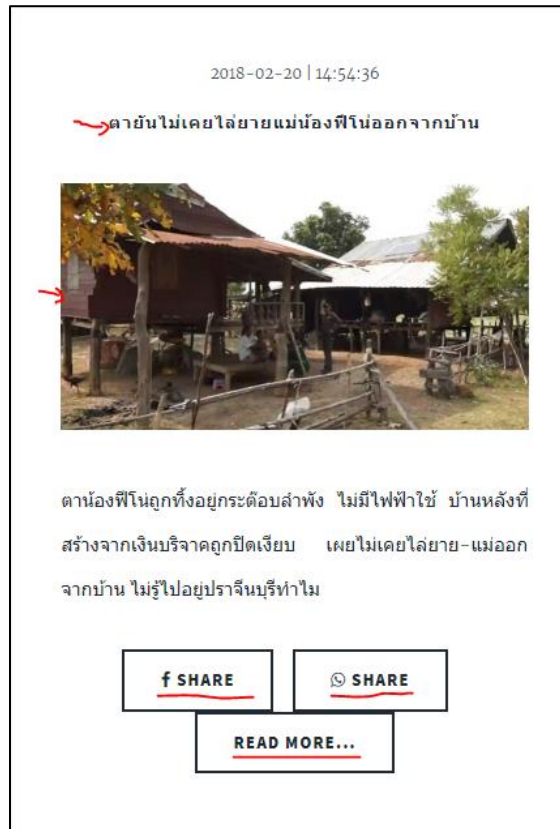 2018-02-20 | 14:54:36
ตายันไม่เคยไล่ยายแม่น้องฟีโน่ออกจากบ้าน
ตาน้องฟีโน่ถูกทิ้งอยู่กระต๊อบลำพัง ไม่มีไฟฟ้าใช้ บ้านหลังที่
สร้างจากเงินบริจาคถูกปิดเงียบ เผยไม่เคยไล่ยาย-แม่ออก
จากบ้าน ไม่รู้ไปอยู่ปราจีนบุรีทำไม
f SHARE
SHARE
READ MORE...